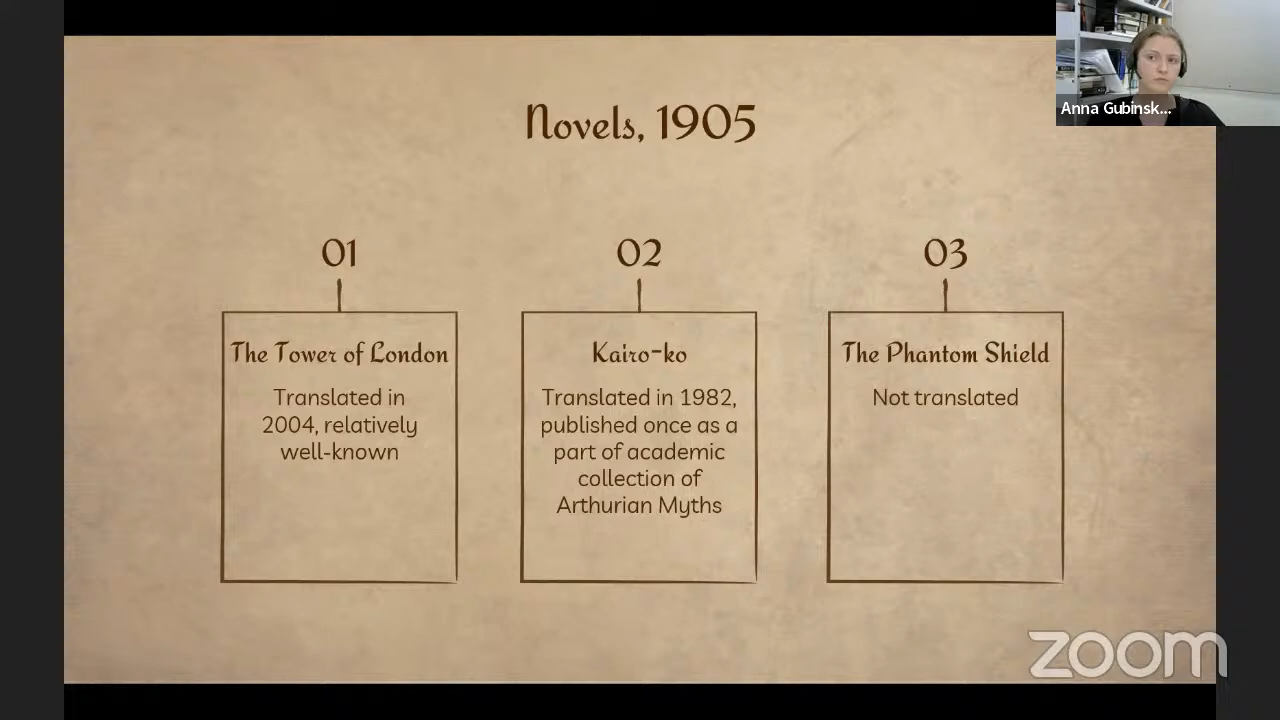 Anna Gubinsk...
Novels, 1905
01
The Tower of London
Translated in
2004, relatively
well-known
02
Kairo-ko
Translated in 1982,
published once as a
part of academic
collection of
Arthurian Myths
03
The Phantom Shield
Not translated
zoom